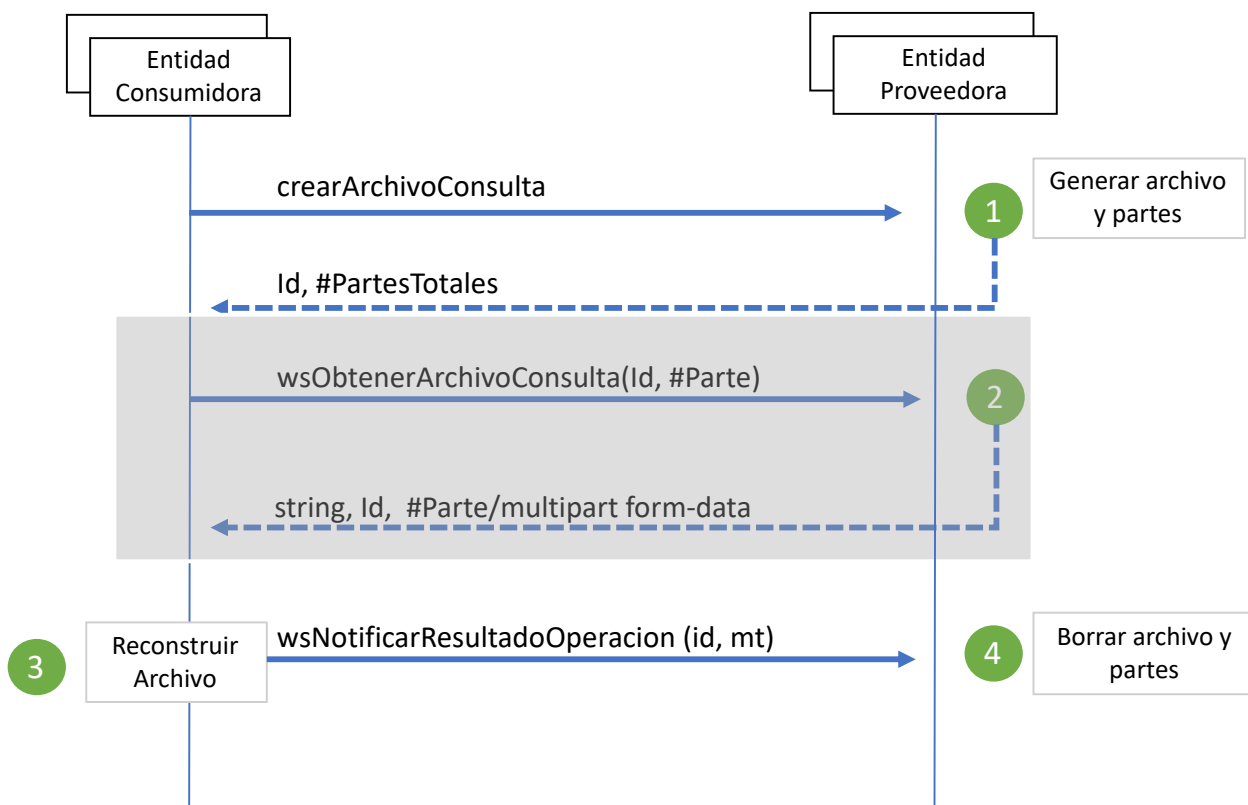 Entidad
Consumidora
Entidad
Proveedora
crearArchivoConsulta
1
Generar archivo
y partes
Id, #PartesTotales
wsObtenerArchivoConsulta(Id, #Parte)
2
string, Id,  #Parte/multipart form-data
3
Reconstruir
Archivo
wsNotificarResultadoOperacion (id, mt)
4
Borrar archivo y
partes